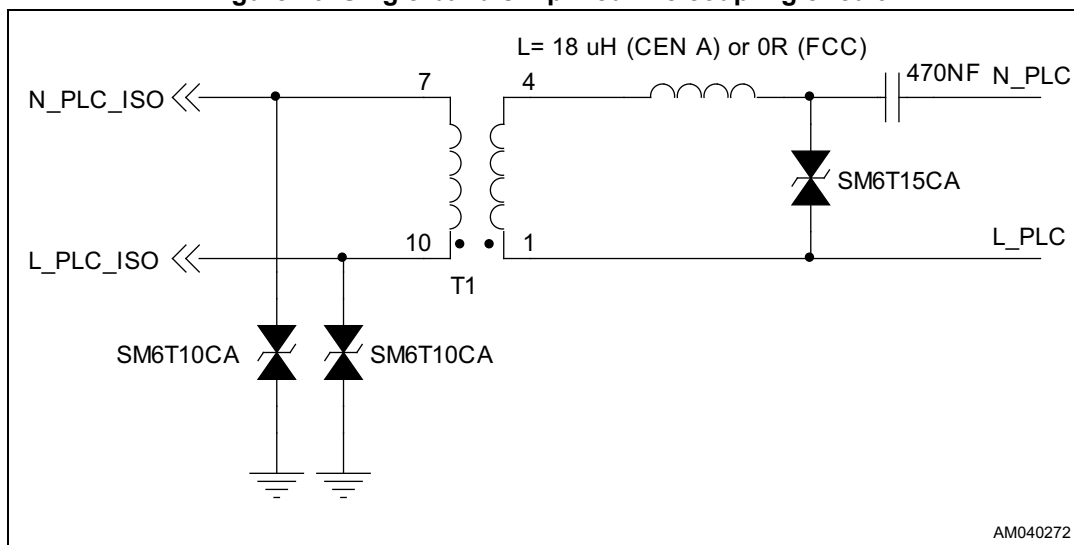 L= 18 uH (CEN A) or 0R (FCC)
470NF
N_PLC
N_PLC_ISO
7
4
SM6T15CA
L_PLC_ISO
10
1
L_PLC
T1
SM6T10CA
SM6T10CA
AM040272